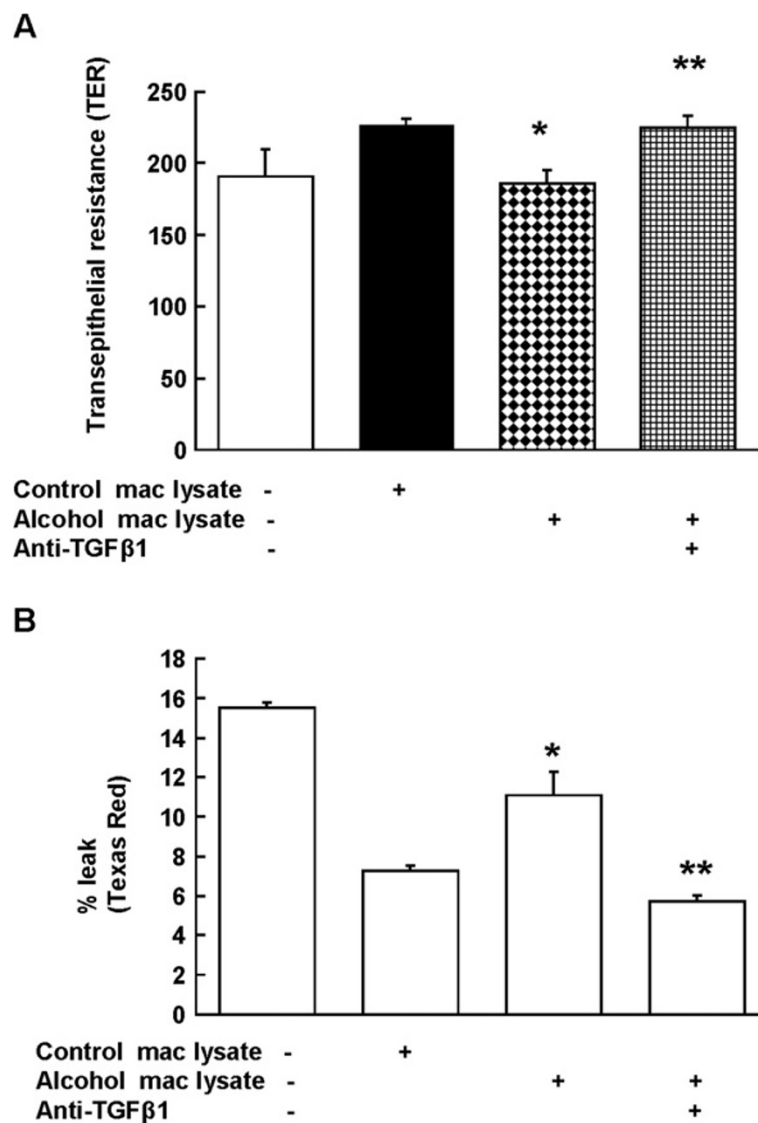 A
Transepithelial resistance (TER)
250
200
150
100
50
0
*
**
Control mac lysate - +
Alcohol mac lysate - + +
Anti-TGFβ1 - +
B
% leak
(Texas Red)
18
16
14
12
10
8
6
4
2
0
*
**
Control mac lysate - +
Alcohol mac lysate - + +
Anti-TGFβ1 - +